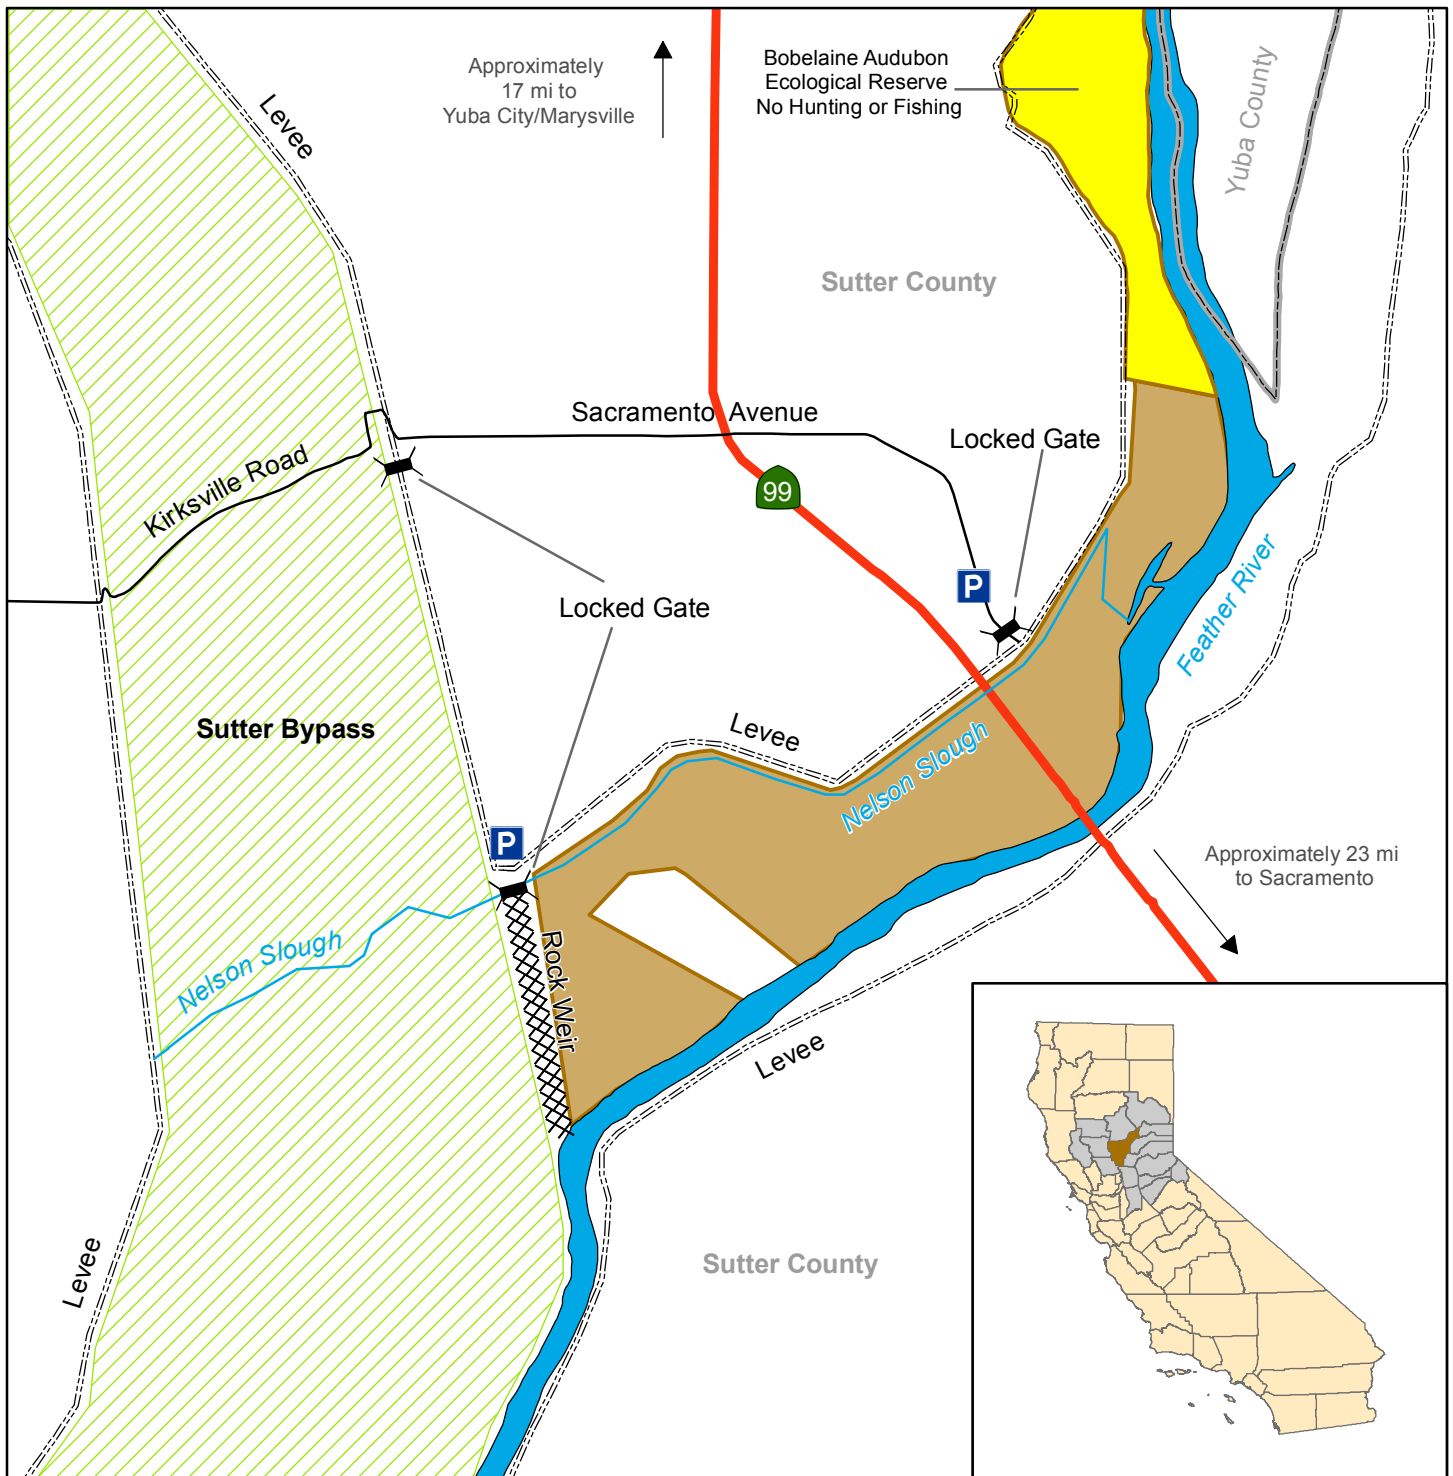 Approximately
17 mi to
Yuba City/Marysville
Bobelaine Audubon
Ecological Reserve
No Hunting or Fishing
Levee
Yuba County
Sutter County
Sacramento Avenue
Locked Gate
Kirksville Road
99
P
Locked Gate
Feather River
Sutter Bypass
Levee
Nelson Slough
P
Approximately 23 mi
to Sacramento
Nelson Slough
Rock Weir
Levee
Levee
Sutter County